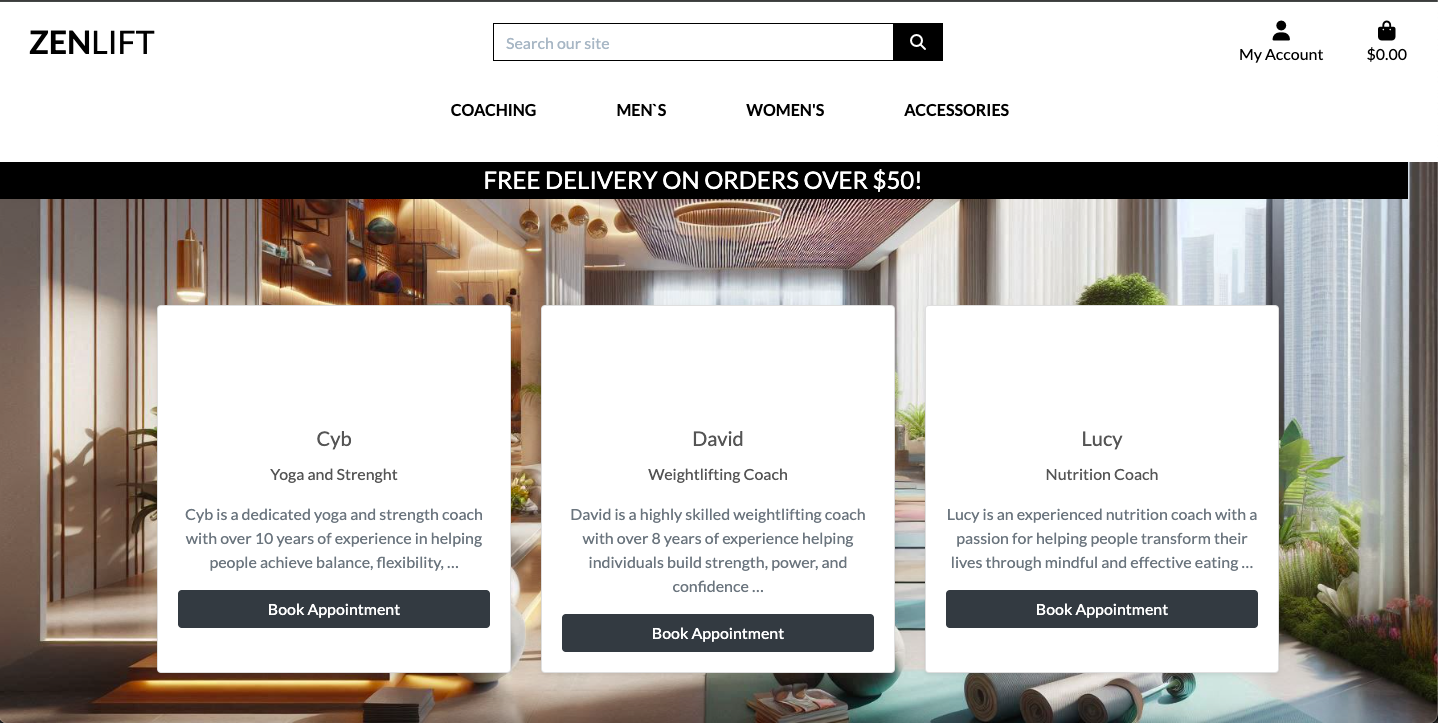 ZENLIFT
Search our site
My Account
$0.00
COACHING MEN`S WOMEN'S ACCESSORIES
FREE DELIVERY ON ORDERS OVER $50!
Cyb
Yoga and Strenght
Cyb is a dedicated yoga and strength coach
with over 10 years of experience in helping
people achieve balance, flexibility, ...
Book Appointment
David
Weightlifting Coach
David is a highly skilled weightlifting coach
with over 8 years of experience helping
individuals build strength, power, and
confidence ...
Book Appointment
Lucy
Nutrition Coach
Lucy is an experienced nutrition coach with a
passion for helping people transform their
lives through mindful and effective eating ...
Book Appointment